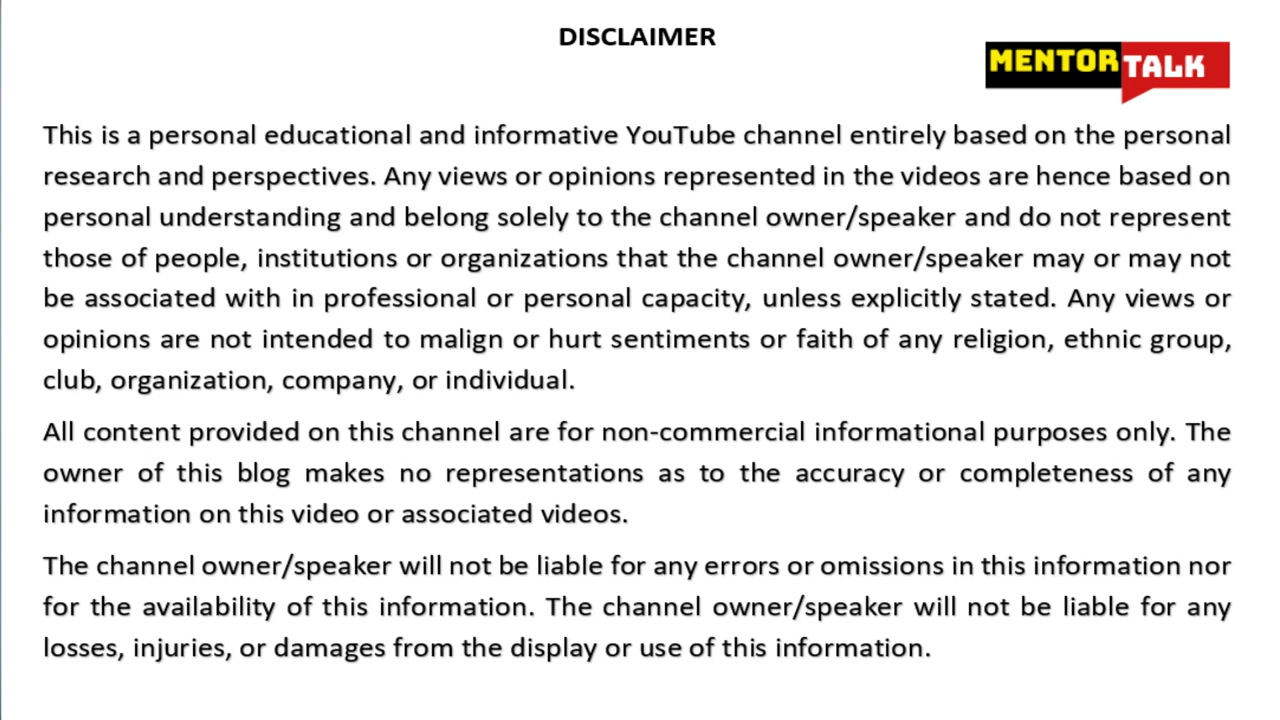 DISCLAIMER
MENTOR TALK
This is a personal educational and informative YouTube channel entirely based on the personal
research and perspectives. Any views or opinions represented in the videos are hence based on
personal understanding and belong solely to the channel owner/speaker and do not represent
those of people, institutions or organizations that the channel owner/speaker may or may not
be associated with in professional or personal capacity, unless explicitly stated. Any views or
opinions are not intended to malign or hurt sentiments or faith of any religion, ethnic group,
club, organization, company, or individual.
All content provided on this channel are for non-commercial informational purposes only. The
owner of this blog makes no representations as to the accuracy or completeness of any
information on this video or associated videos.
The channel owner/speaker will not be liable for any errors or omissions in this information nor
for the availability of this information. The channel owner/speaker will not be liable for any
losses, injuries, or damages from the display or use of this information.